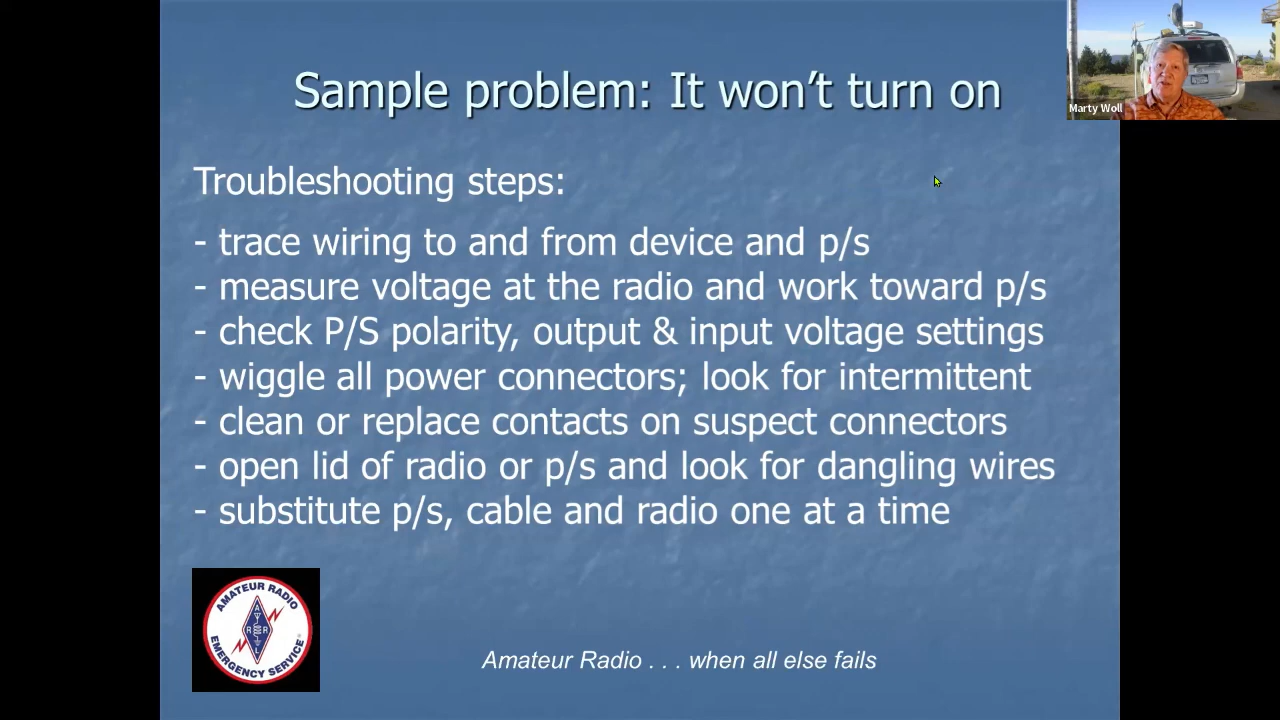 Sample problem: It won't turn on
Marty Woll
Troubleshooting steps:
- trace wiring to and from device and p/s
- measure voltage at the radio and work toward p/s
- check P/S polarity, output & input voltage settings
- wiggle all power connectors; look for intermittent
- clean or replace contacts on suspect connectors
- open lid of radio or p/s and look for dangling wires
- substitute p/s, cable and radio one at a time
AMATEUR RADIO
A
R R
L
EMERGENCY SERVICE
Amateur Radio . . . when all else fails